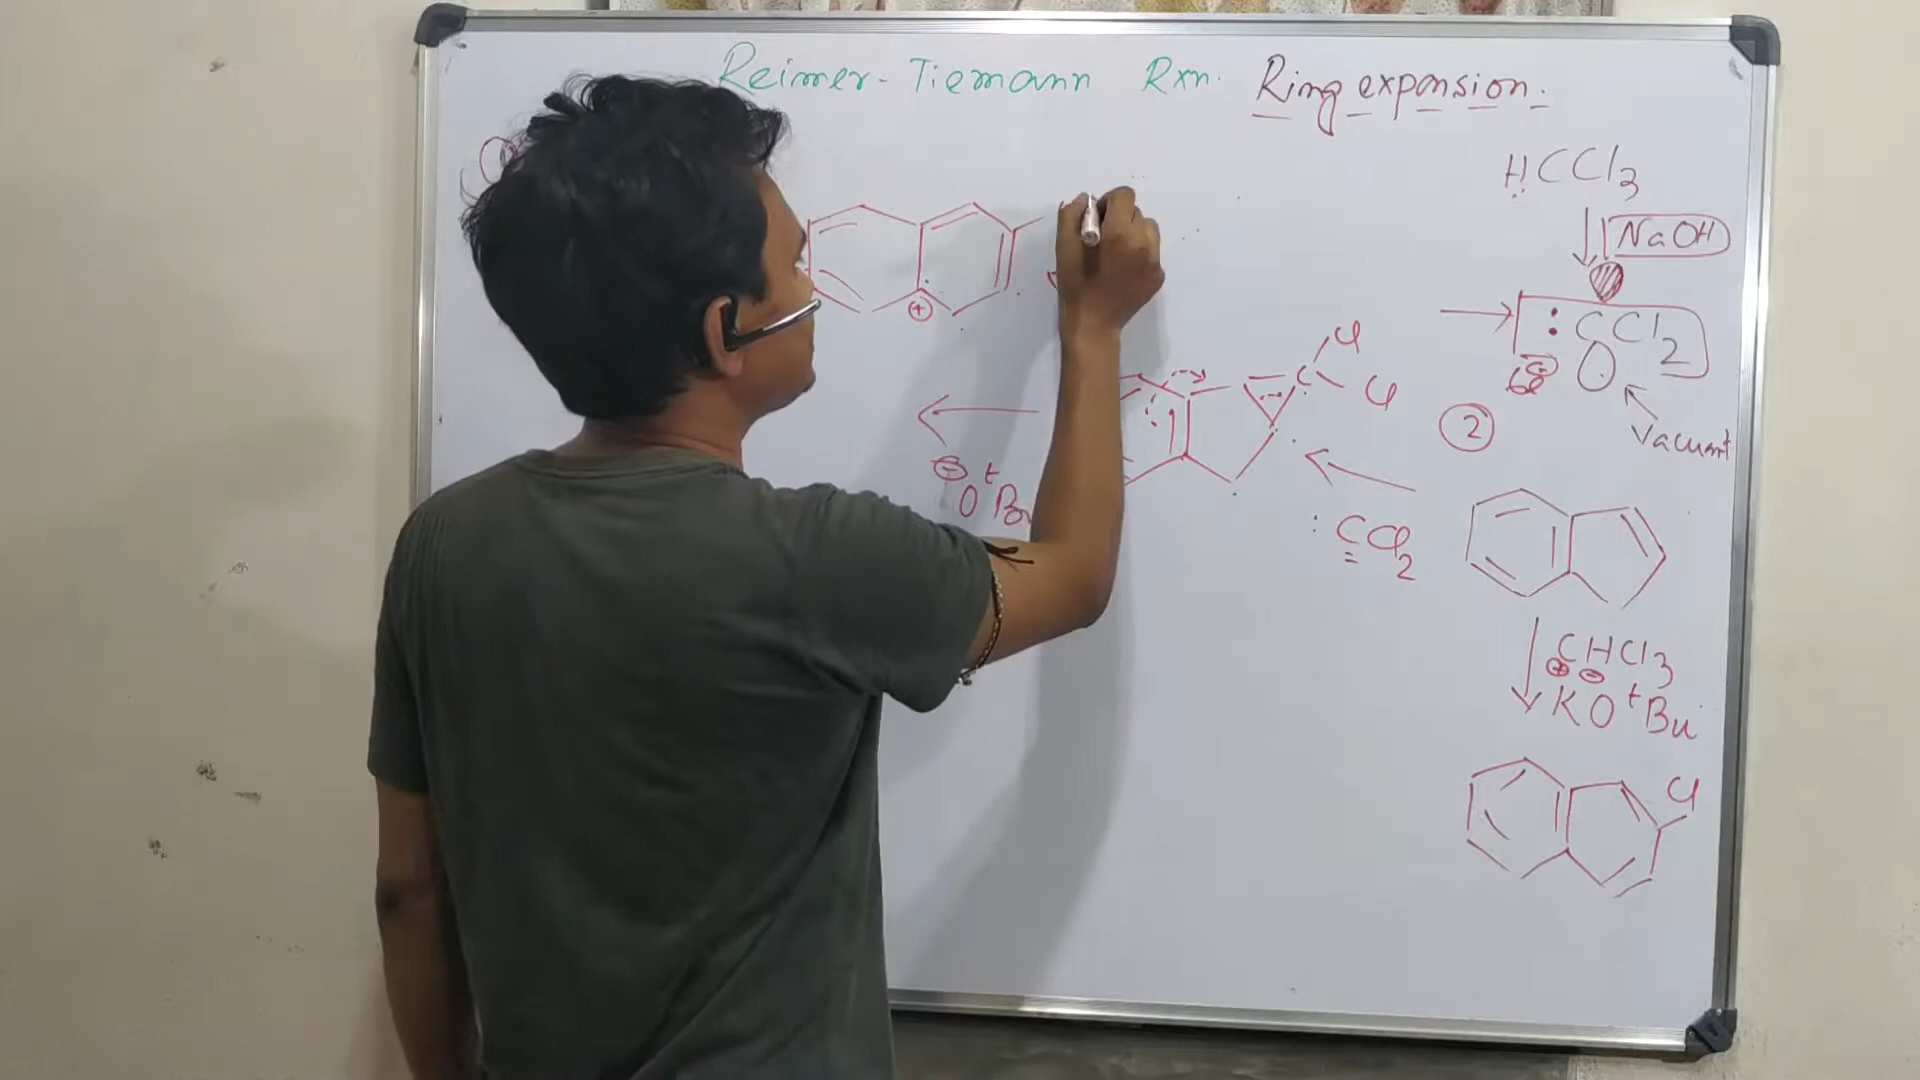 Reimer-Tiemann Rxn. Ring expansion.
HCCl3
NaOH
: CCl2
Vacant
2
+
Cl
Cl
⊖
OtBu
: CCl2
CHCl3
⊕ ⊖
KOtBu
Cl